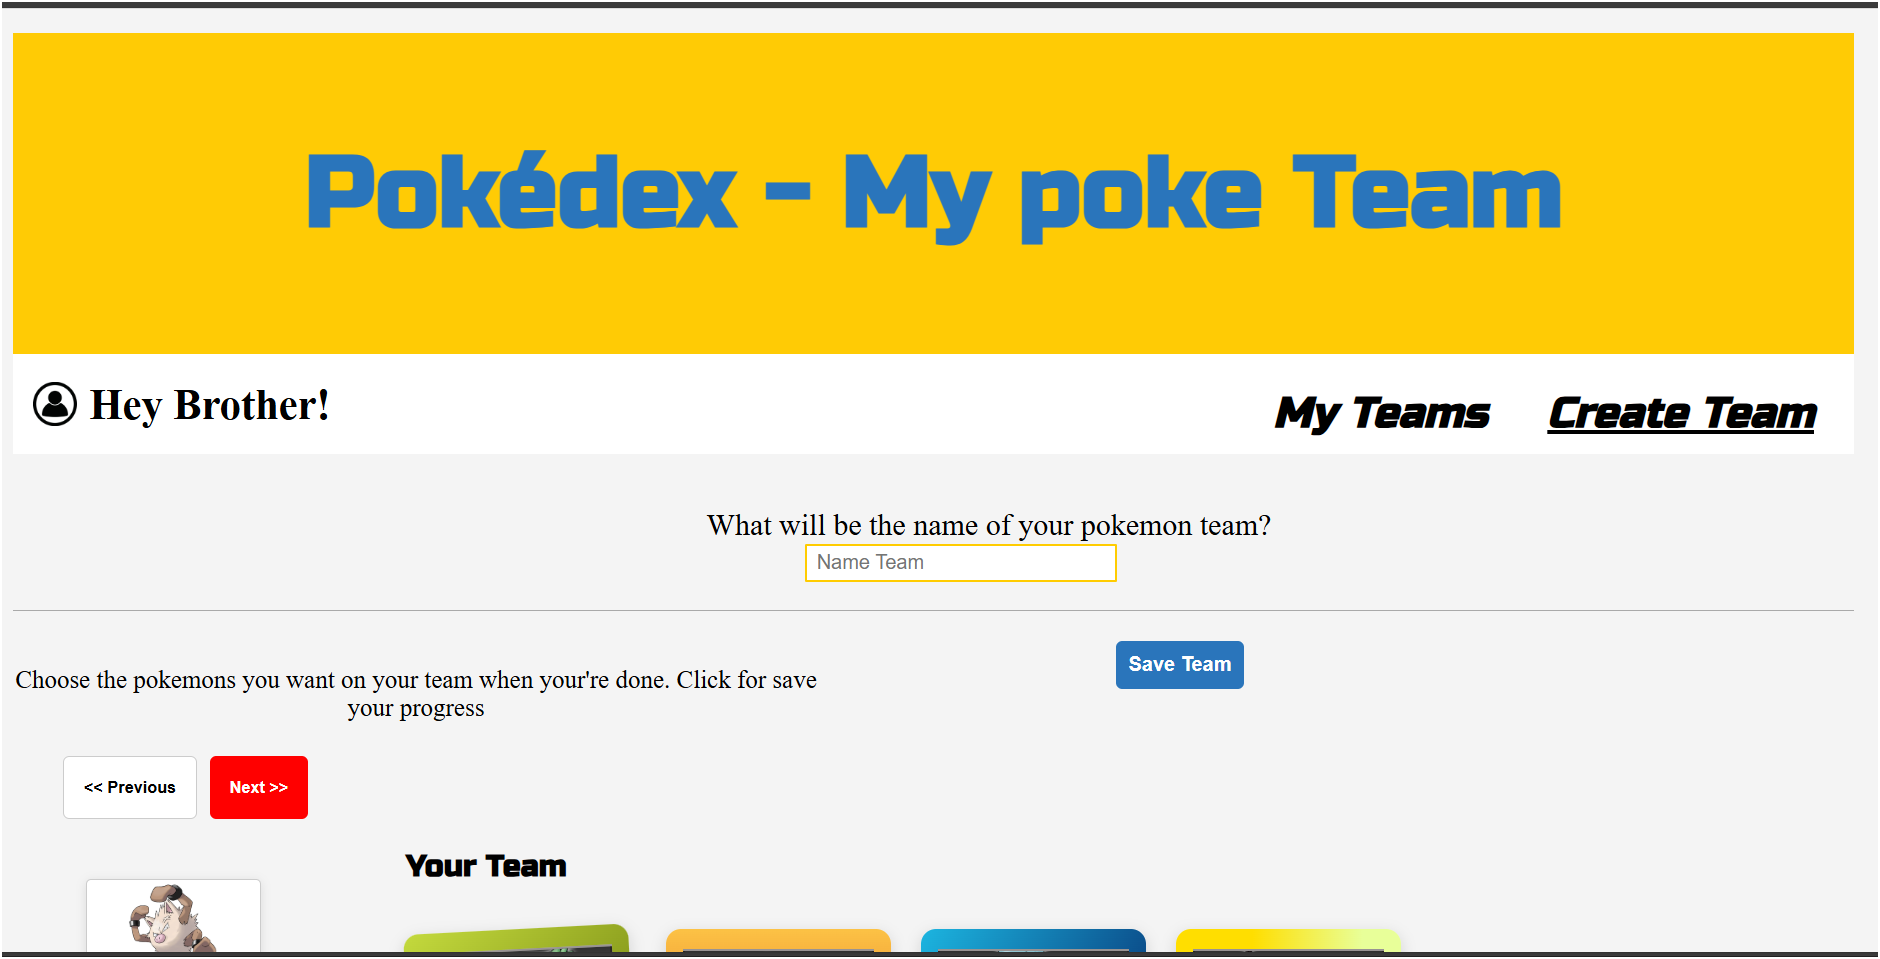 Pokédex - My poke Team
Hey Brother!
My Teams
Create Team
What will be the name of your pokemon team?
Name Team
Save Team
Choose the pokemons you want on your team when your're done. Click for save
your progress
<< Previous
Next >>
Your Team